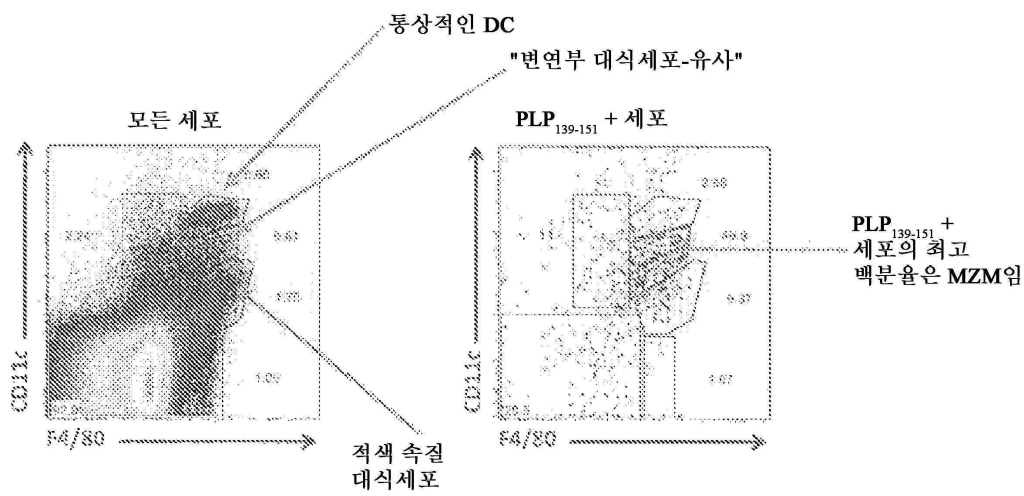 통상적인 DC
"변연부 대식세포-유사"
모든 세포
PLP139-151 + 세포
PLP139-151 +
세포의 최고
백분율은 MZM임
CD11c
F4/80
CD11c
F4/80
적색 속질
대식세포